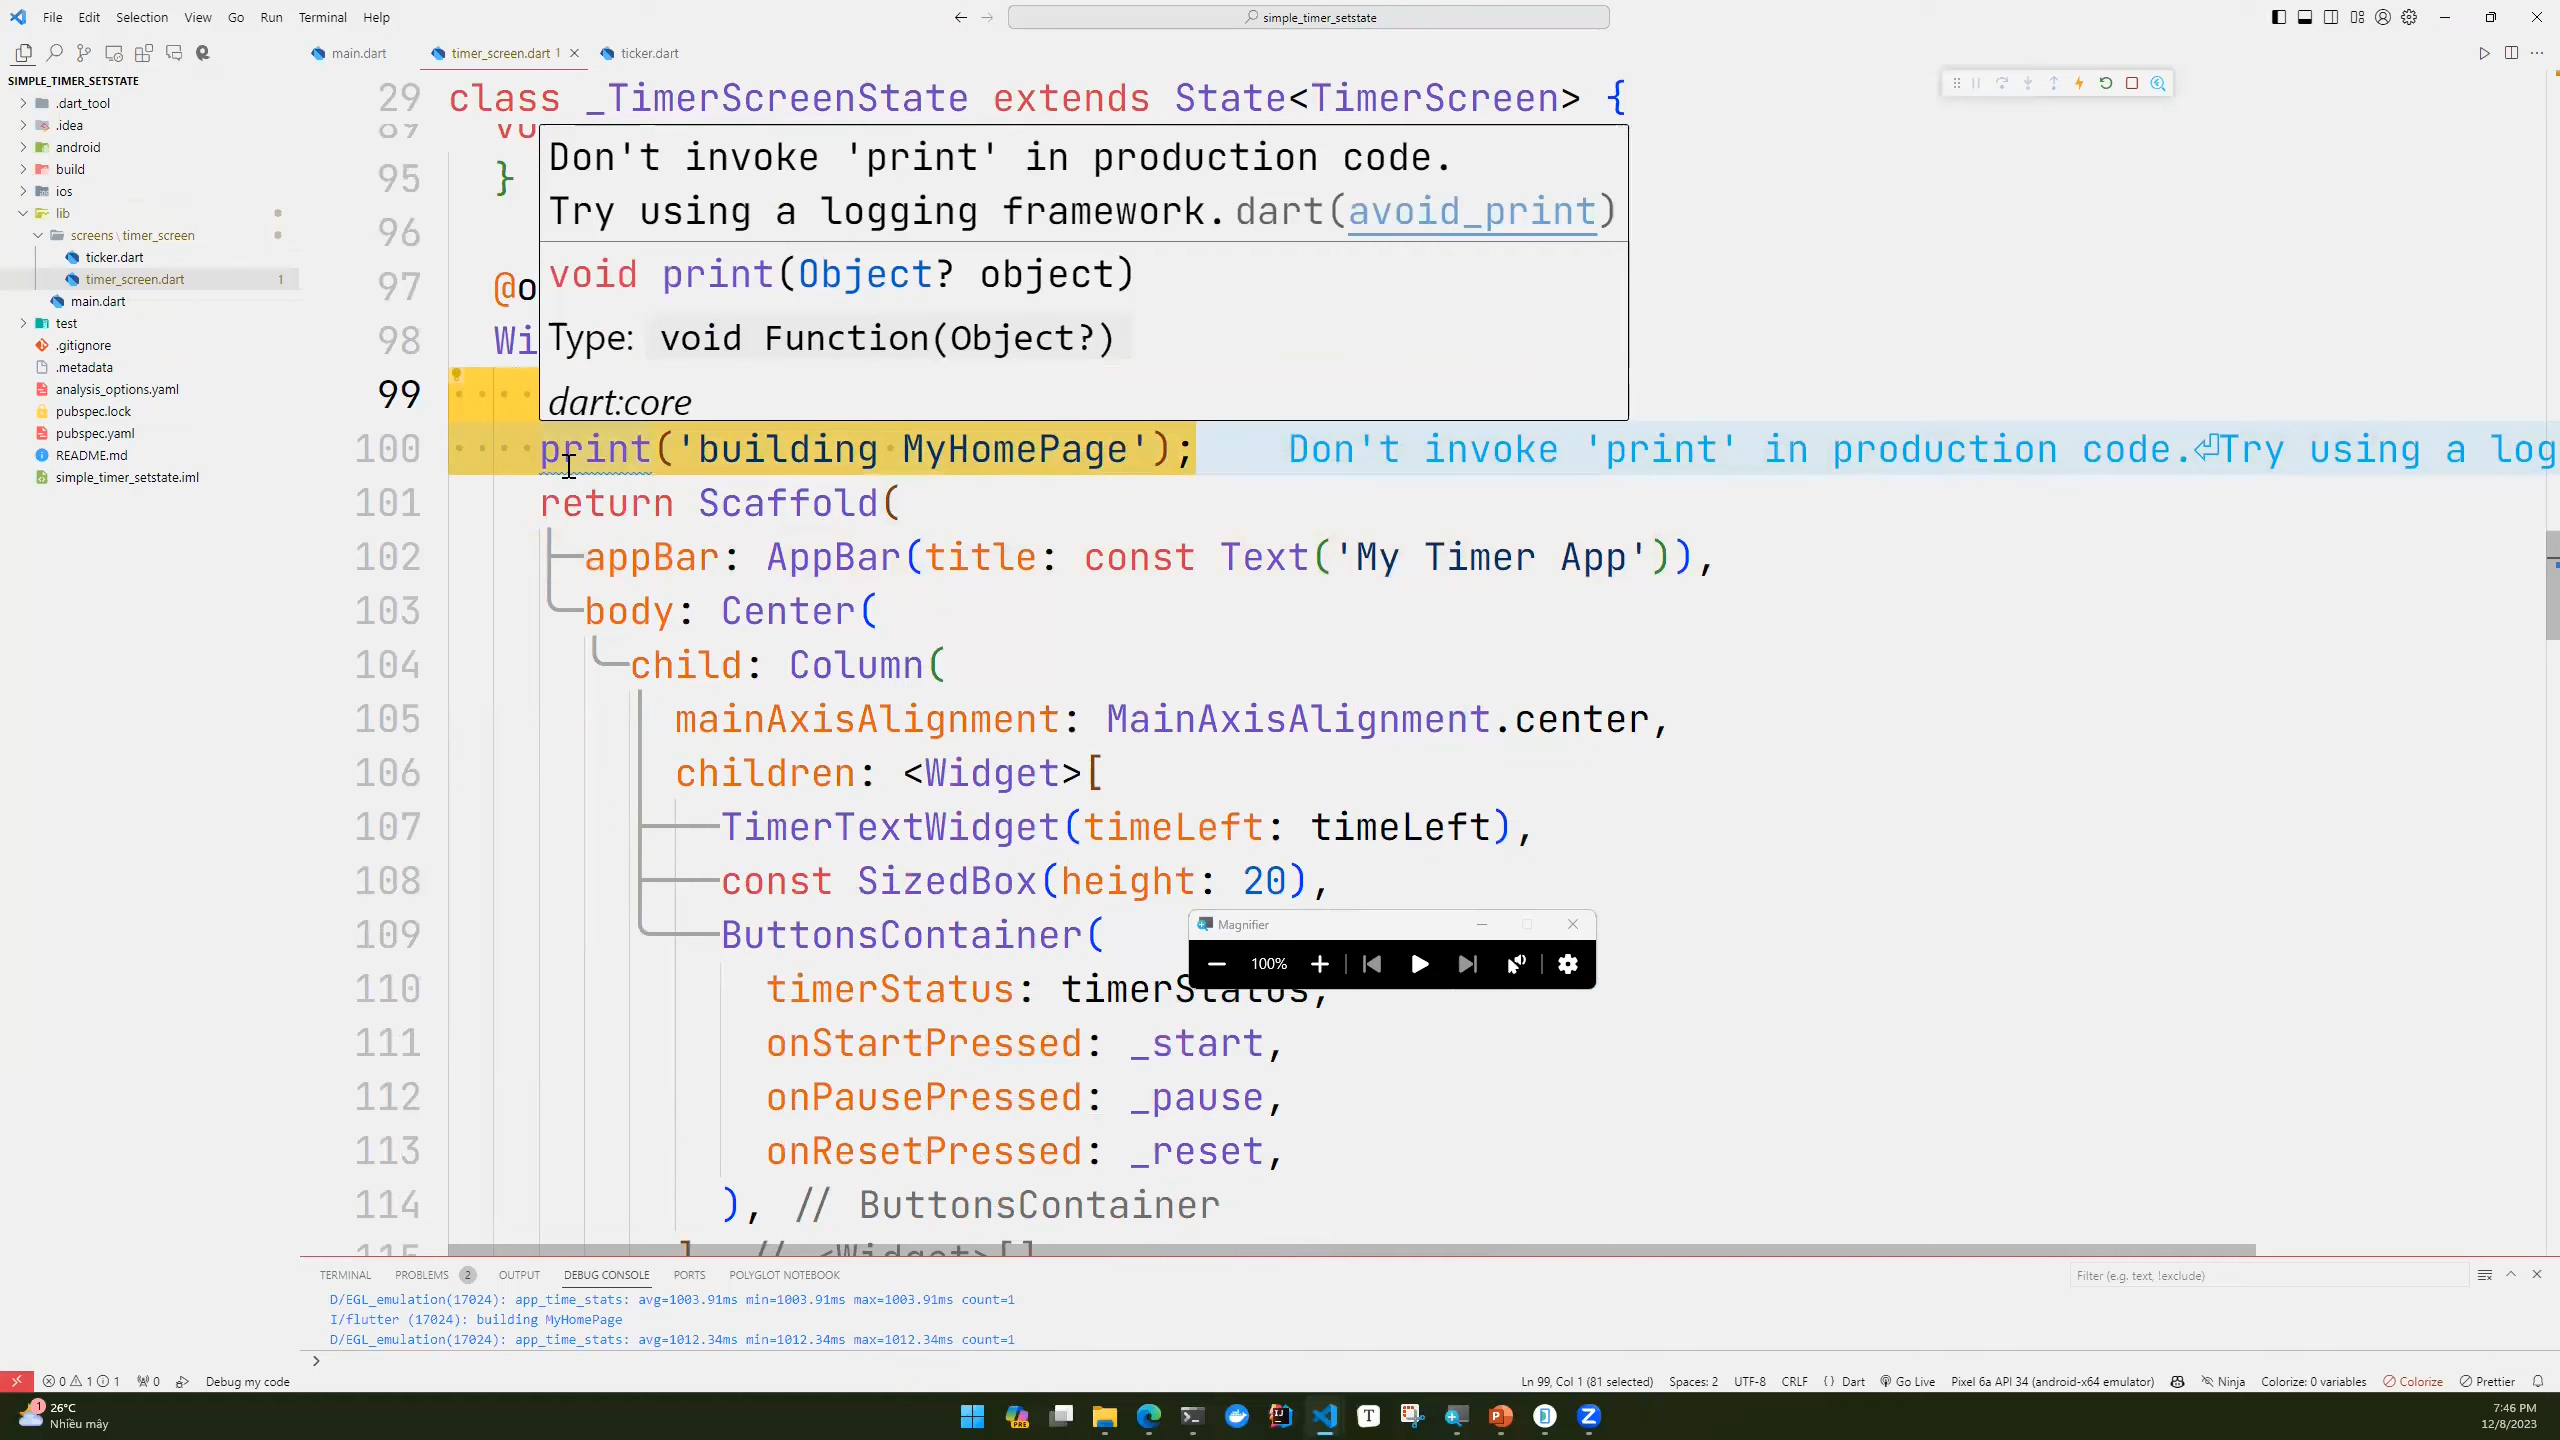 File Edit Selection View Go Run Terminal Help
simple_timer_setstate
main.dart
timer_screen.dart 1
ticker.dart
SIMPLE_TIMER_SETSTATE
.dart_tool
.idea
android
build
ios
lib
screens \ timer_screen
ticker.dart
timer_screen.dart 1
main.dart
test
.gitignore
.metadata
analysis_options.yaml
pubspec.lock
pubspec.yaml
README.md
simple_timer_setstate.iml
29 class _TimerScreenState extends State<TimerScreen> {
89 vo
95 }
96
97 @o
98 Wi
99
Don't invoke 'print' in production code.
Try using a logging framework. dart(avoid_print)
void print(Object? object)
Type: void Function(Object?)
dart:core
100 print('building MyHomePage'); Don't invoke 'print' in production code.⏎Try using a log
101 return Scaffold(
102 appBar: AppBar(title: const Text('My Timer App')),
103 body: Center(
104 child: Column(
105 mainAxisAlignment: MainAxisAlignment.center,
106 children: <Widget>[
107 TimerTextWidget(timeLeft: timeLeft),
108 const SizedBox(height: 20),
109 ButtonsContainer(
110 timerStatus: timerStatus,
111 onStartPressed: _start,
112 onPausePressed: _pause,
113 onResetPressed: _reset,
114 ), // ButtonsContainer
115 ], // <Widget>[]
Magnifier
100%
TERMINAL PROBLEMS 2 OUTPUT DEBUG CONSOLE PORTS POLYGLOT NOTEBOOK
Filter (e.g. text, !exclude)
D/EGL_emulation(17024): app_time_stats: avg=1003.91ms min=1003.91ms max=1003.91ms count=1
I/flutter (17024): building MyHomePage
D/EGL_emulation(17024): app_time_stats: avg=1012.34ms min=1012.34ms max=1012.34ms count=1
0 1 1 0 Debug my code
Ln 99, Col 1 (81 selected) Spaces: 2 UTF-8 CRLF {} Dart Go Live Pixel 6a API 34 (android-x64 emulator) Ninja Colorize: 0 variables Colorize Prettier
1 26°C
Nhiều mây
7:46 PM
12/8/2023